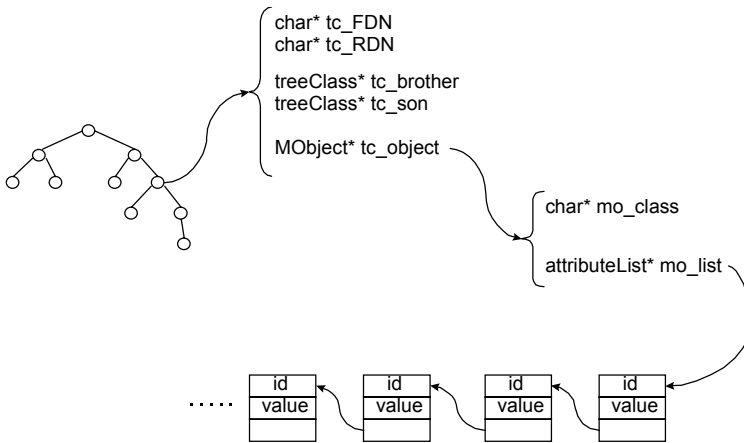 char* tc_FDN
char* tc_RDN
treeClass* tc_brother
treeClass* tc_son
MObject* tc_object
char* mo_class
attributeList* mo_list
id id id id
value value value value